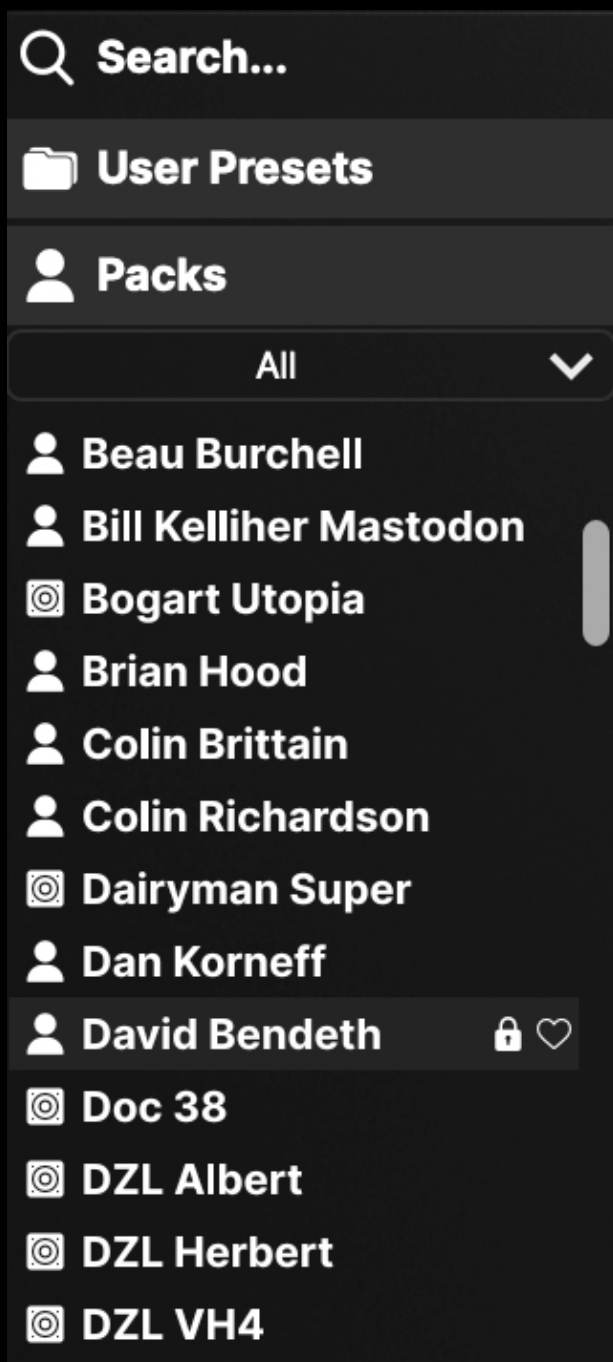 Search...
User Presets
Packs
All
Beau Burchell
Bill Kelliher Mastodon
Bogart Utopia
Brian Hood
Colin Brittain
Colin Richardson
Dairyman Super
Dan Korneff
David Bendeth
Doc 38
DZL Albert
DZL Herbert
DZL VH4